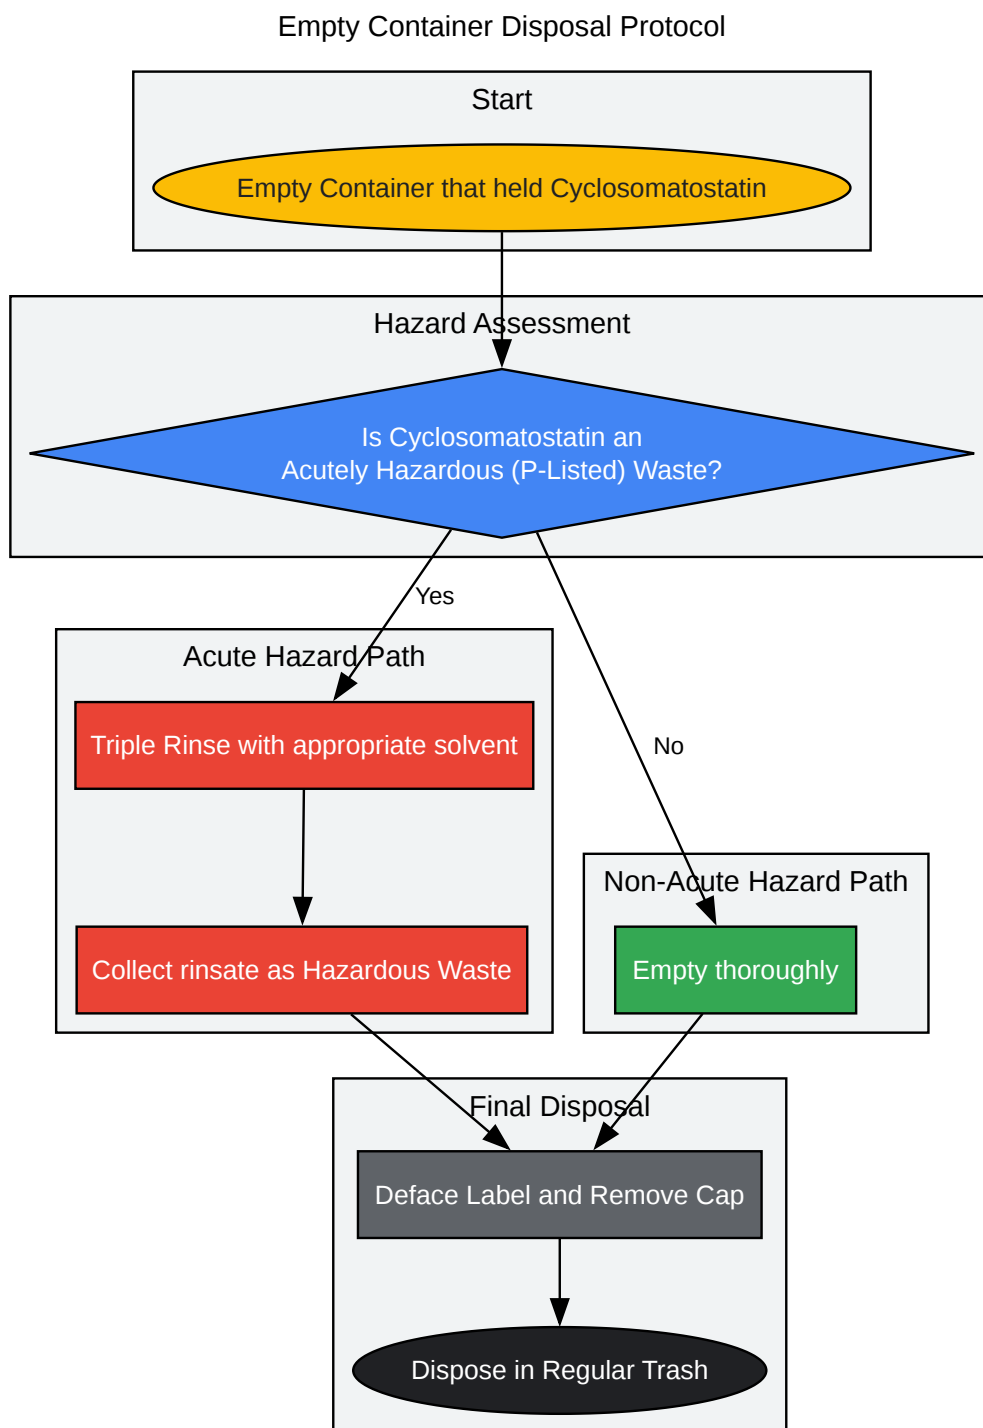 Empty Container Disposal Protocol
Start
Empty Container that held Cyclosomatostatin
Hazard Assessment
Is Cyclosomatostatin an
Acutely Hazardous (P-Listed) Waste?
Yes
Acute Hazard Path
Triple Rinse with appropriate solvent
No
Non-Acute Hazard Path
Collect rinsate as Hazardous Waste
Empty thoroughly
Final Disposal
Deface Label and Remove Cap
Dispose in Regular Trash